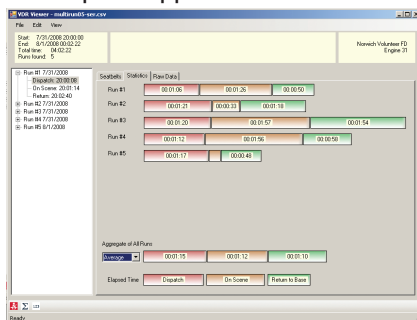 VDR Viewer - multirun05-ser.csv
File Edit View
Start: 7/31/2008 20:00:00
End: 8/1/2008 00:02:22
Total time: 04:02:22
Runs found: 5
Norwich Volunteer FD
Engine 31
Run #1 7/31/2008
Dispatch: 20:00:08
On Scene: 20:01:14
Return: 20:02:40
Run #2 7/31/2008
Run #3 7/31/2008
Run #4 7/31/2008
Run #5 8/1/2008
Seatbelts Statistics Raw Data
Run #1 00:01:06 00:01:26 00:00:50
Run #2 00:01:21 00:00:33 00:01:18
Run #3 00:01:20 00:01:57 00:01:54
Run #4 00:01:12 00:01:56 00:00:58
Run #5 00:01:17 00:00:48
Aggregate of All Runs
Average 00:01:15 00:01:12 00:01:10
Elapsed Time Dispatch On Scene Return to Base
Ready